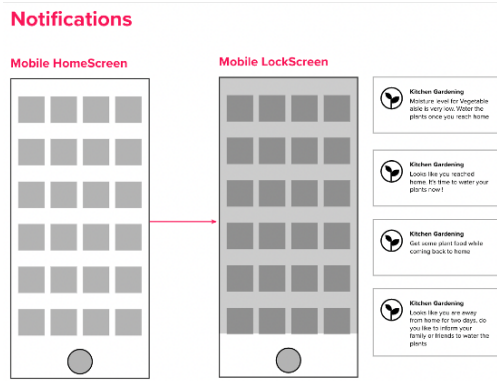 Notifications
Mobile HomeScreen
Mobile LockScreen
Kitchen Gardening
Moisture level for Vegetable
aisle is very low. Water the
plants once you reach home
Kitchen Gardening
Looks like you reached
home. It's time to water your
plants now !
Kitchen Gardening
Get some plant food while
coming back to home
Kitchen Gardening
Looks like you are away
from home for two days, do
you like to inform your
family or friends to water the
plants